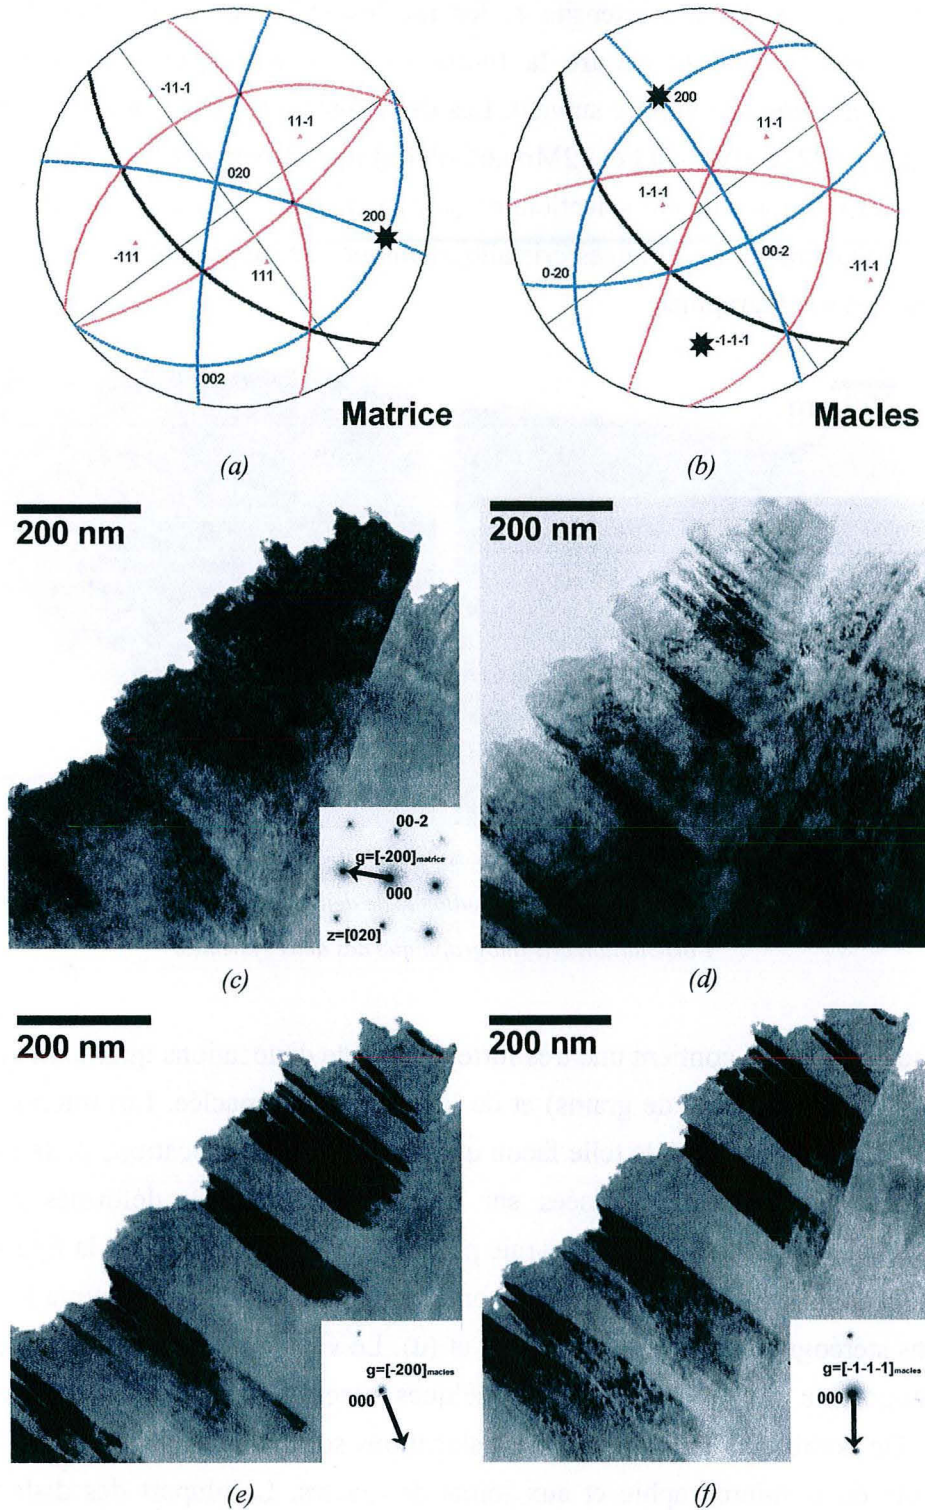 -11-1
11-1
020
200
-111
111
002
Matrice
(a)
200
11-1
1-1-1
00-2
0-20
-11-1
-1-1-1
Macles
(b)
200 nm
00-2
g=[-200]matrice
000
z=[020]
(c)
200 nm
(d)
200 nm
g=[-200]macles
000
(e)
200 nm
g=[-1-1-1]macles
000
(f)